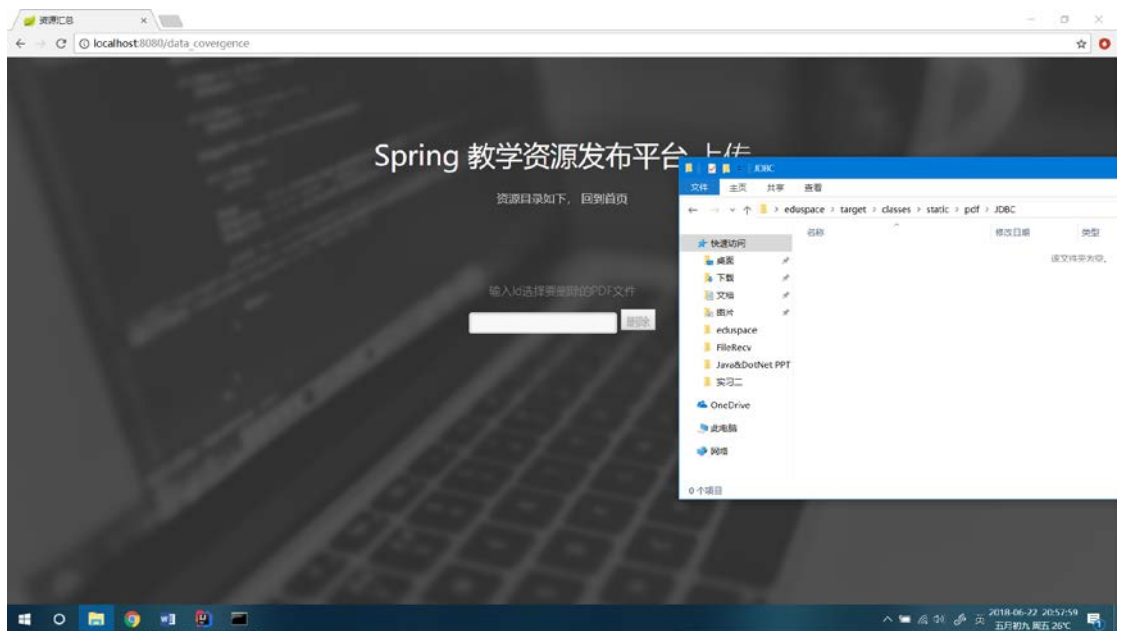 资源汇总
localhost:8080/data_covergence
Spring 教学资源发布平台 上传
资源目录如下, 回到首页
输入id选择要删除的PDF文件
删除
JDBC
文件 主页 共享 查看
eduspace > target > classes > static > pdf > JDBC
名称 修改日期 类型
该文件夹为空。
快速访问
桌面
下载
文档
图片
eduspace
FileRecv
Java&DotNet PPT
实习二
OneDrive
此电脑
网络
0 个项目
英
2018-06-22 20:57:59
五月初九 周五 26℃